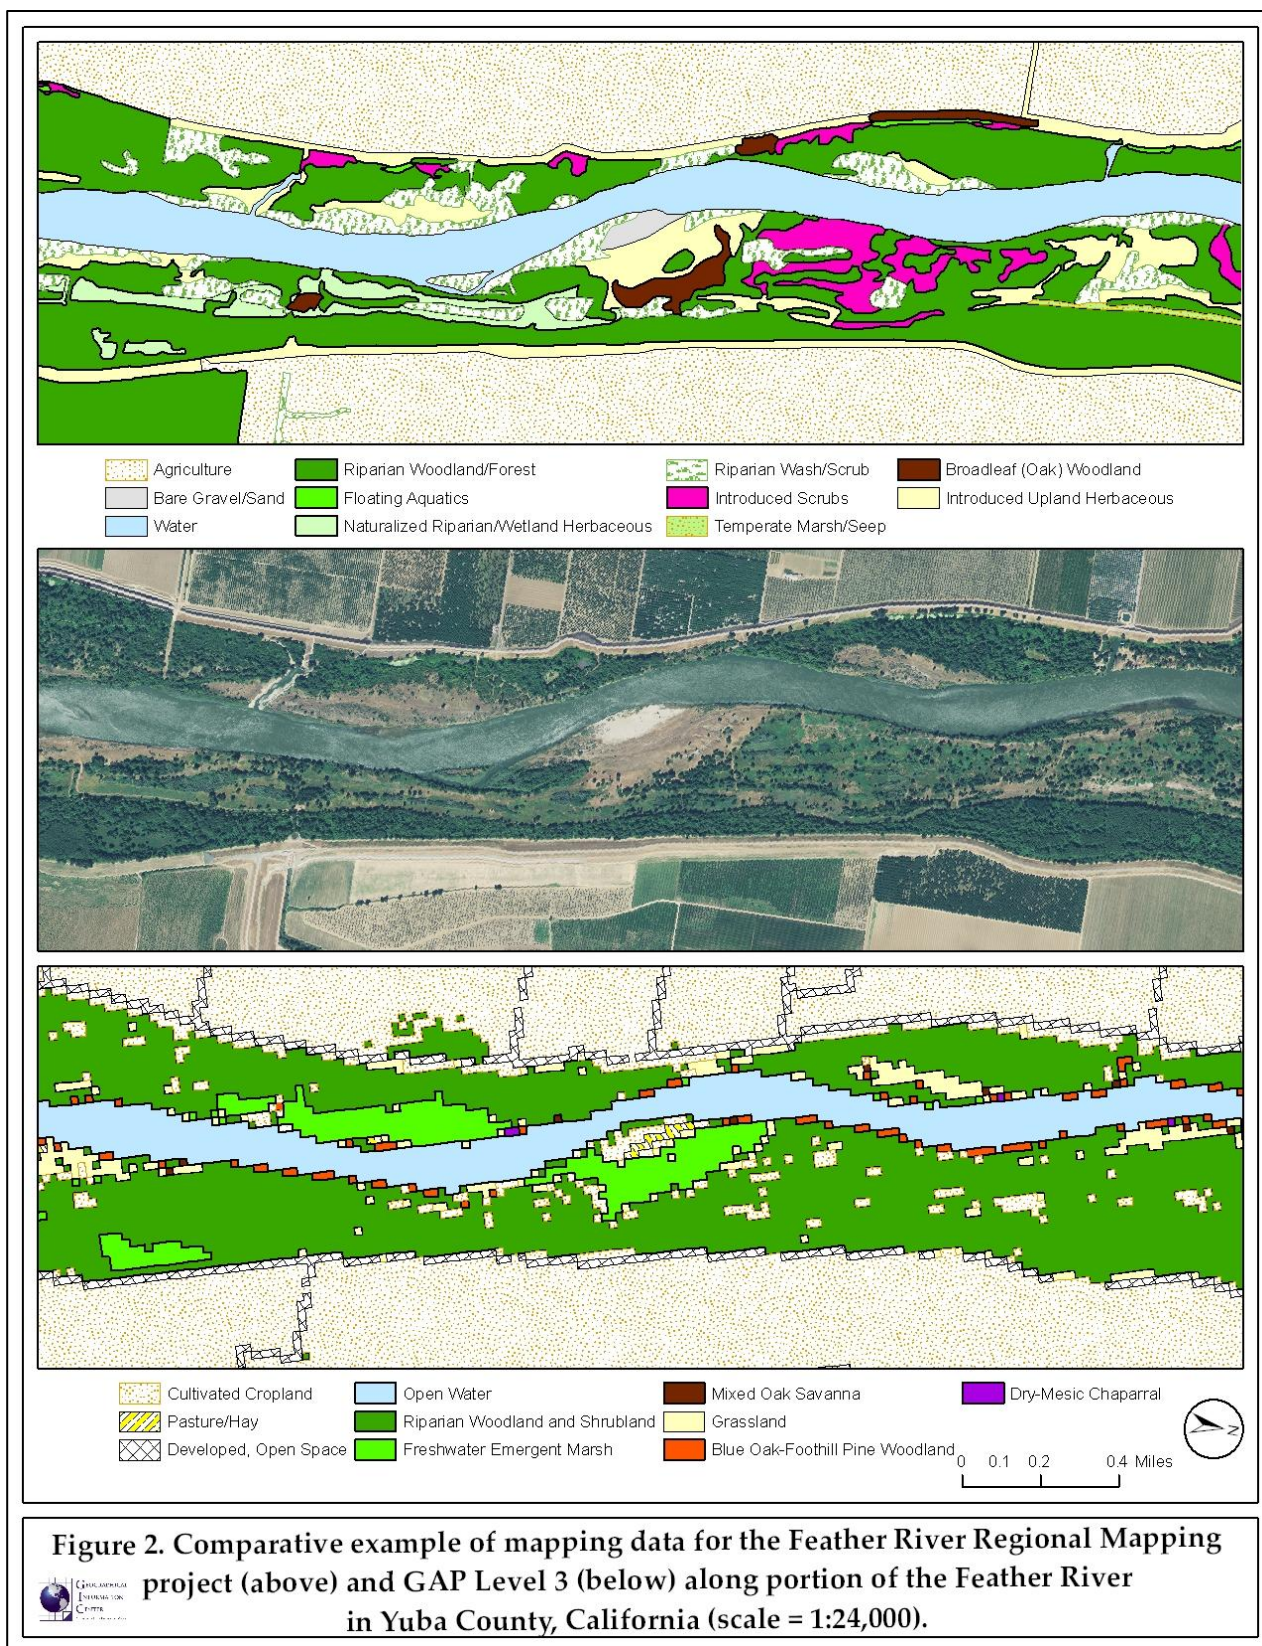 Agriculture
Riparian Woodland/Forest
Riparian Wash/Scrub
Broadleaf (Oak) Woodland
Bare Gravel/Sand
Floating Aquatics
Introduced Scrubs
Introduced Upland Herbaceous
Water
Naturalized Riparian/Wetland Herbaceous
Temperate Marsh/Seep
Cultivated Cropland
Open Water
Mixed Oak Savanna
Dry-Mesic Chaparral
Pasture/Hay
Riparian Woodland and Shrubland
Grassland
Developed, Open Space
Freshwater Emergent Marsh
Blue Oak-Foothill Pine Woodland
N
0 0.1 0.2 0.4 Miles
Figure 2. Comparative example of mapping data for the Feather River Regional Mapping
project (above) and GAP Level 3 (below) along portion of the Feather River
in Yuba County, California (scale = 1:24,000).
GEOGRAPHICAL
INFORMATION
CENTER